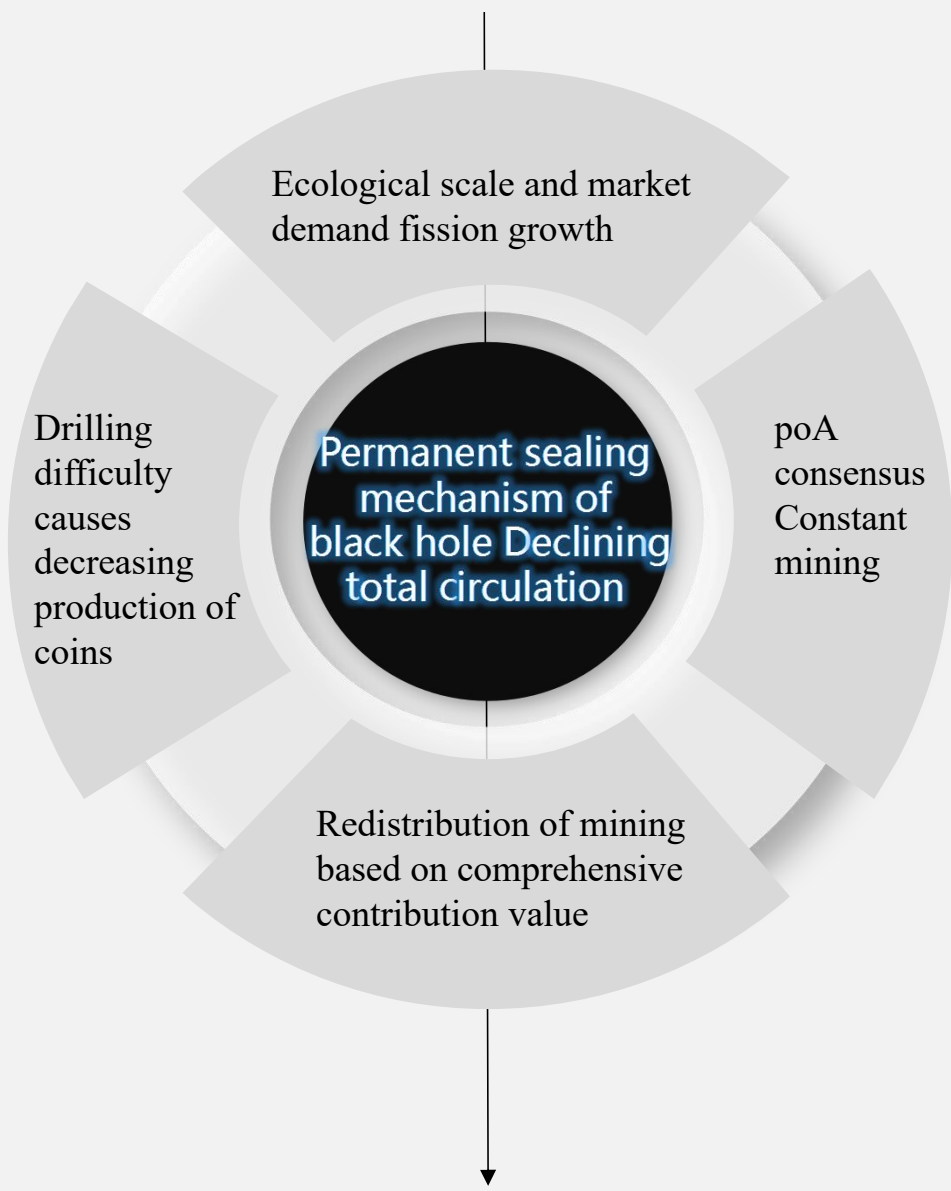 Ecological scale and market
demand fission growth
Drilling
difficulty
causes
decreasing
production of
coins
Permanent sealing
mechanism of
black hole Declining
total circulation
poA
consensus
Constant
mining
Redistribution of mining
based on comprehensive
contribution value